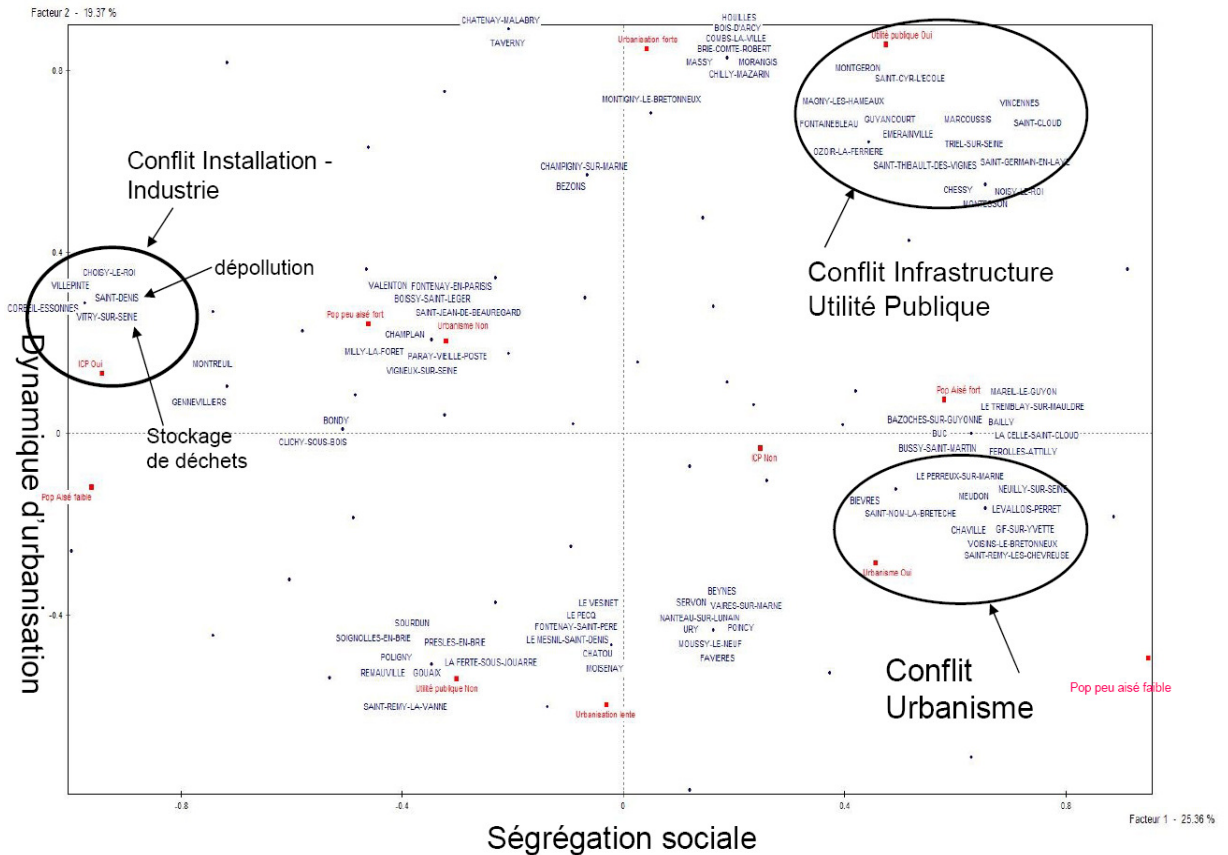 Facteur 2 - 19.37 %
CHATENAY-MALABRY
TAVERNY
Urbanisation forte
HOUILLES
BOIS-D'ARCY
COMBS-LA-VILLE
BRIE-COMTE-ROBERT
MASSY MORANGIS
CHILLY-MAZARIN
Utilité publique Oui
MONTGERON
SAINT-CYR-L'ECOLE
0.8
MONTIGNY-LE-BRETONNEUX
MAGNY-LES-HAMEAUX
VINCENNES
FONTAINEBLEAU GUYANCOURT MARCOUSSIS SAINT-CLOUD
EMERAINVILLE
TRIEL-SUR-SEINE
OZOIR-LA-FERRIERE
SAINT-THIBAULT-DES-VIGNES SAINT-GERMAIN-EN-LAYE
CHESSY NOISY-LE-ROI
MONTESSON
CHAMPIGNY-SUR-MARNE
BEZONS
Conflit Installation -
Industrie
Conflit Infrastructure
Utilité Publique
0.4
dépollution
CHOISY-LE-ROI
VILLEPINTE
SAINT-DENIS
CORBEIL-ESSONNES
VITRY-SUR-SEINE
ICP Oui
VALENTON FONTENAY-EN-PARISIS
BOISSY-SAINT-LEGER
SAINT-JEAN-DE-BEAUREGARD
Pop peu aisé fort
Urbanisme Non
CHAMPLAN
MILLY-LA-FORET PARAY-VEILLE-POSTE
VIGNEUX-SUR-SEINE
MONTREUIL
GENNEVILLIERS
BONDY
CLICHY-SOUS-BOIS
Stockage
de déchets
Pop Aisé faible
Dynamique d'urbanisation
0
Pop Aisé fort
MAREIL-LE-GUYON
LE TREMBLAY-SUR-MAULDRE
BAZOCHES-SUR-GUYONNE BAILLY
BUC LA CELLE-SAINT-CLOUD
BUSSY-SAINT-MARTIN FEROLLES-ATTILLY
ICP Non
LE PERREUX-SUR-MARNE
NEUILLY-SUR-SEINE
BIEVRES MEUDON
SAINT-NOM-LA-BRETECHE LEVALLOIS-PERRET
CHAVILLE GIF-SUR-YVETTE
VOISINS-LE-BRETONNEUX
SAINT-REMY-LES-CHEVREUSE
Urbanisme Oui
-0.4
LE VESINET
LE PECQ
FONTENAY-SAINT-PERE
LE MESNIL-SAINT-DENIS
CHATOU
MOISENAY
BEYNES
SERVON VAIRES-SUR-MARNE
NANTEAU-SUR-LUNAIN
URY POINCY
MOUSSY-LE-NEUF
FAVIERES
SOURDUN
SOIGNOLLES-EN-BRIE PRESLES-EN-BRIE
POLIGNY
LA FERTE-SOUS-JOUARRE
REMAUVILLE GOUAIX
Utilité publique Non
SAINT-REMY-LA-VANNE
Urbanisation lente
Conflit
Urbanisme
Pop peu aisé faible
-0.8
-0.4
0
0.4
0.8
Facteur 1 - 25.36 %
Ségrégation sociale